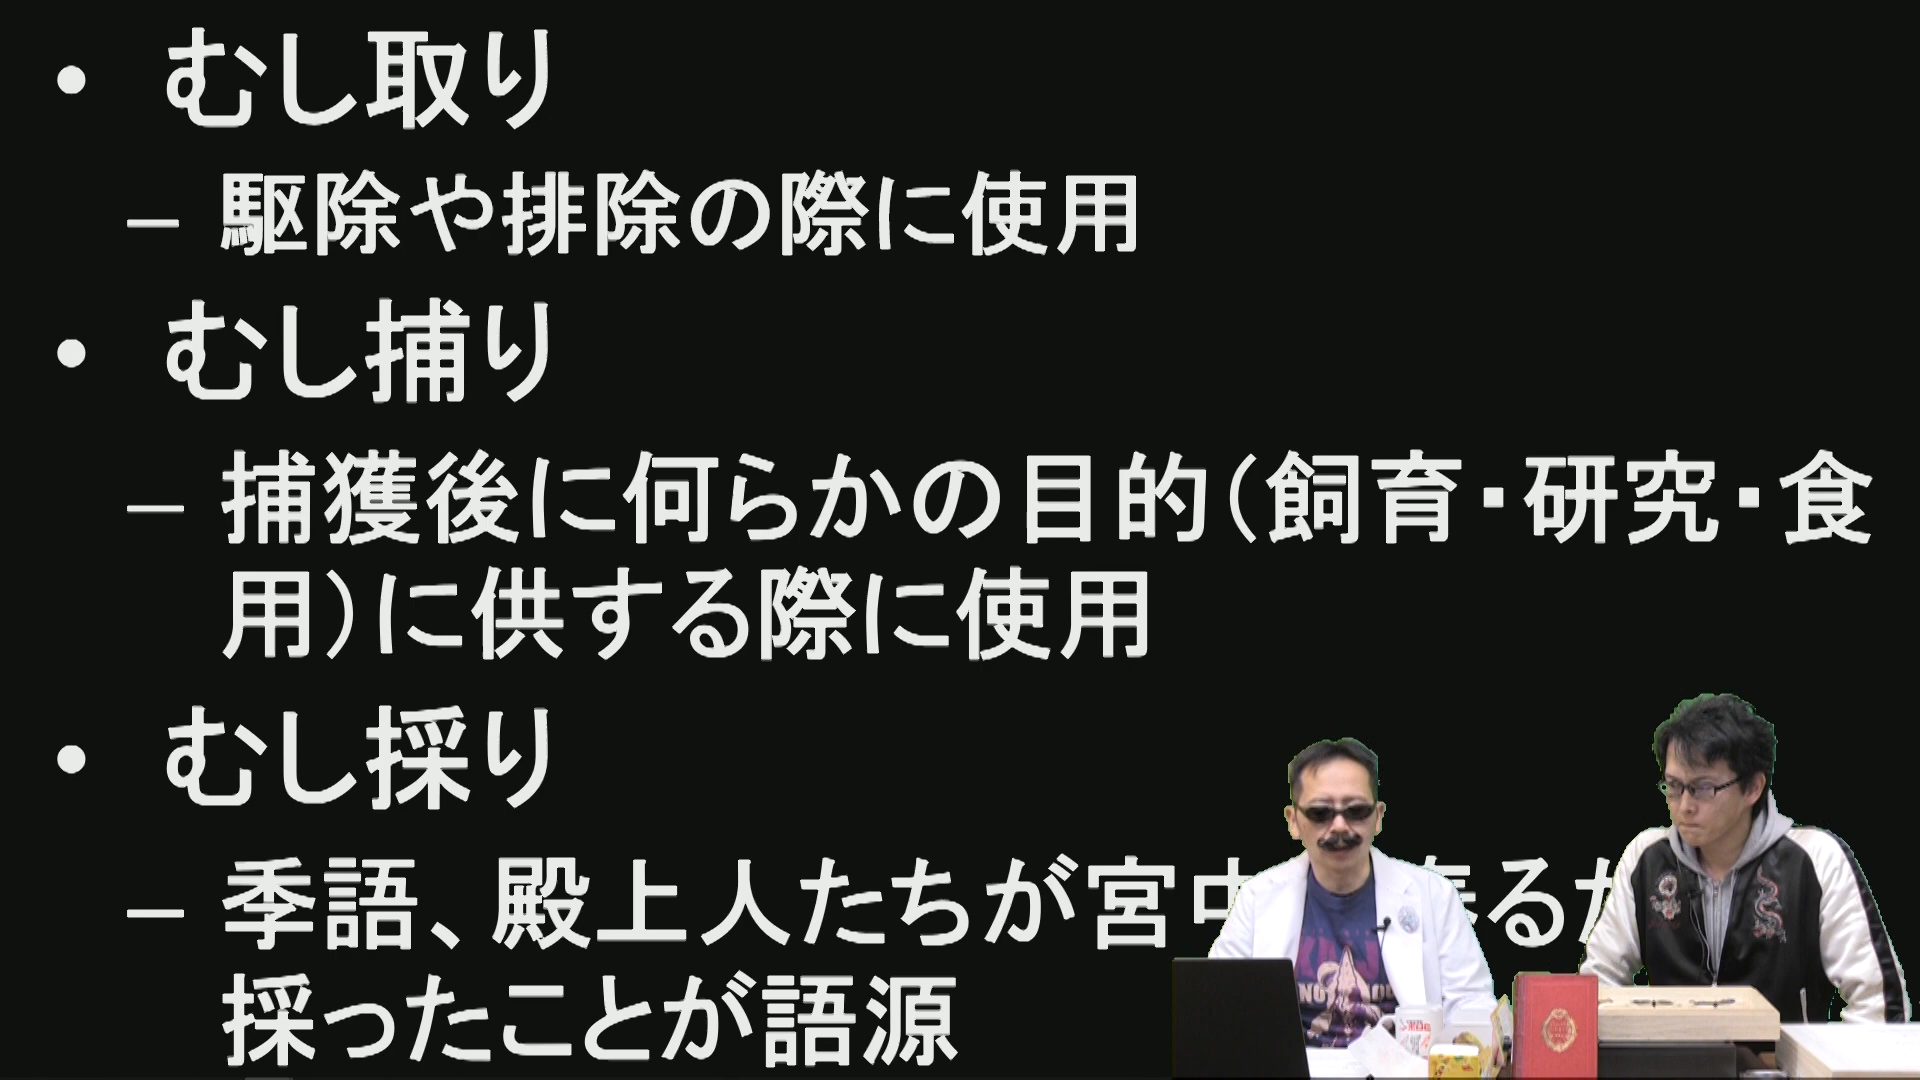 • むし取り
– 駆除や排除の際に使用
• むし捕り
– 捕獲後に何らかの目的（飼育・研究・食
用）に供する際に使用
• むし採り
– 季語、殿上人たちが宮中 るた
採ったことが語源